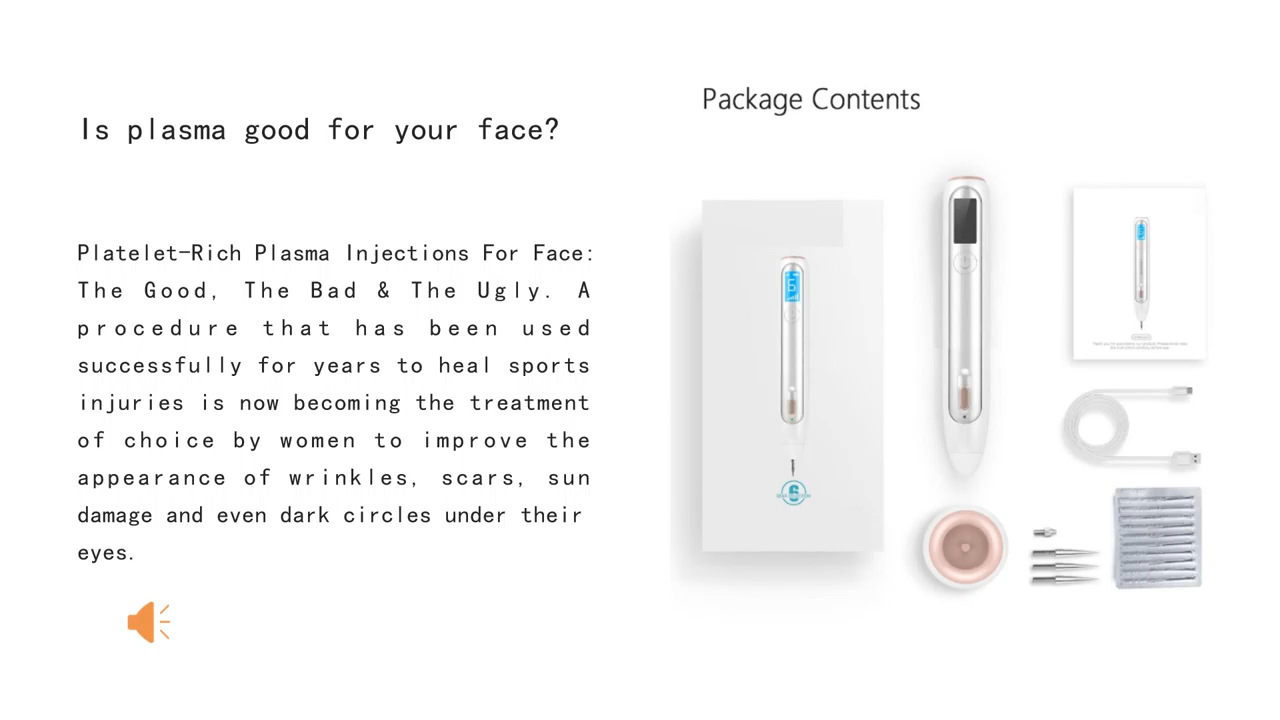 Is plasma good for your face?
Platelet-Rich Plasma Injections For Face:
The Good, The Bad & The Ugly. A
procedure that has been used
successfully for years to heal sports
injuries is now becoming the treatment
of choice by women to improve the
appearance of wrinkles, scars, sun
damage and even dark circles under their
eyes.
Package Contents